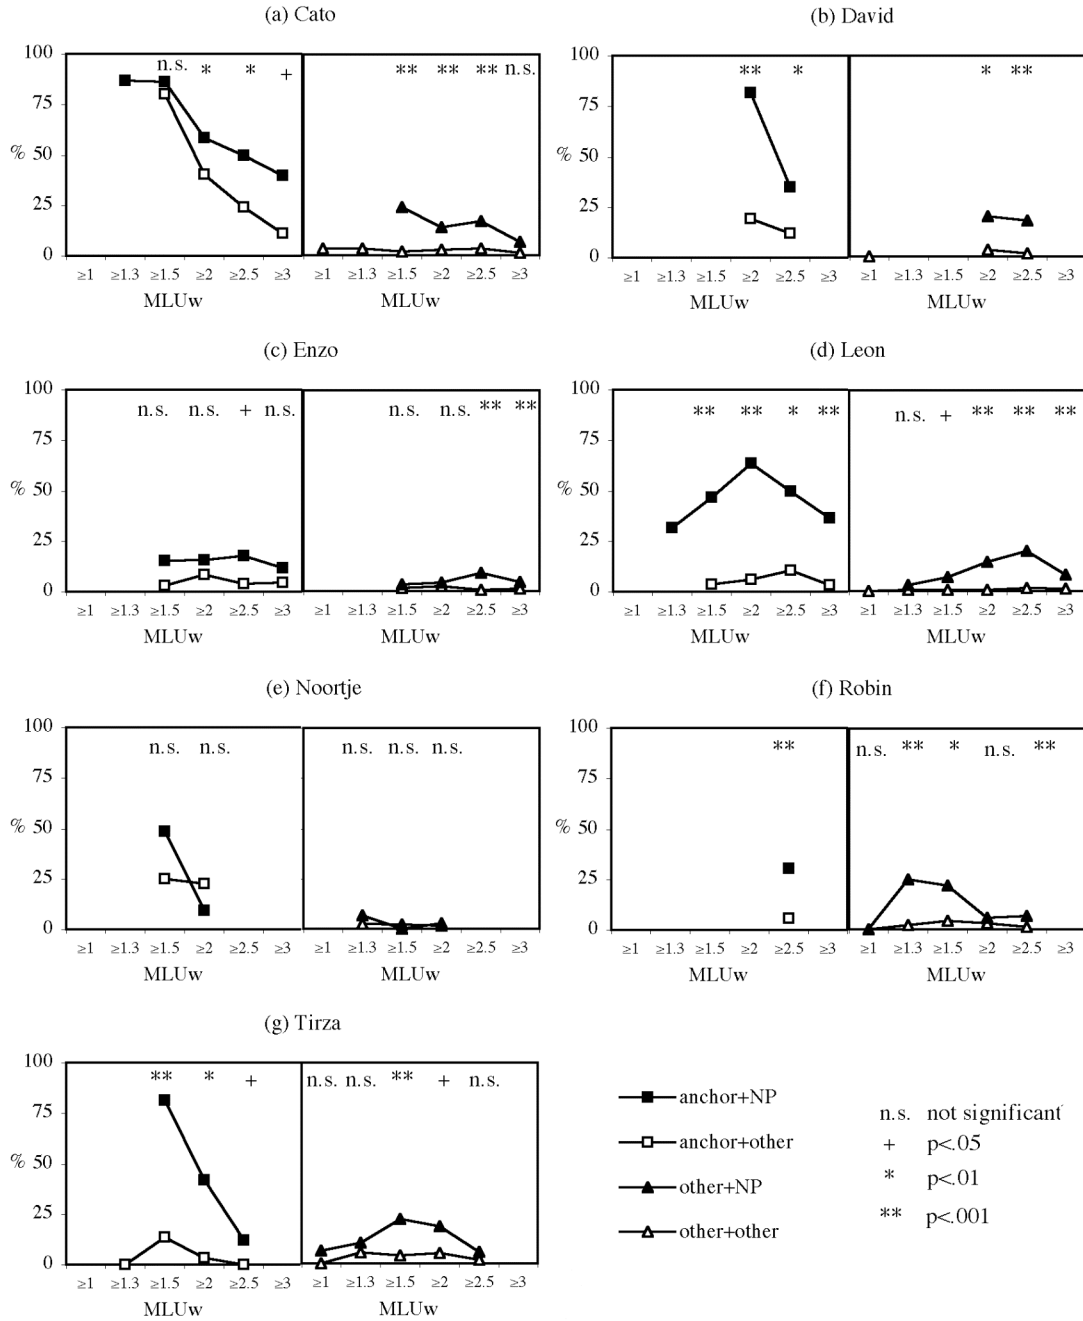 (a) Cato
100
75
%
50
25
0
n.s. * * +
** ** ** n.s.
≥1 ≥1.3 ≥1.5 ≥2 ≥2.5 ≥3 ≥1 ≥1.3 ≥1.5 ≥2 ≥2.5 ≥3
MLUw MLUw
(b) David
100
75
%
50
25
0
** *
* **
≥1 ≥1.3 ≥1.5 ≥2 ≥2.5 ≥3 ≥1 ≥1.3 ≥1.5 ≥2 ≥2.5 ≥3
MLUw MLUw
(c) Enzo
100
75
%
50
25
0
n.s. n.s. + n.s.
n.s. n.s. ** **
≥1 ≥1.3 ≥1.5 ≥2 ≥2.5 ≥3 ≥1 ≥1.3 ≥1.5 ≥2 ≥2.5 ≥3
MLUw MLUw
(d) Leon
100
75
%
50
25
0
** ** * **
n.s. + ** ** **
≥1 ≥1.3 ≥1.5 ≥2 ≥2.5 ≥3 ≥1 ≥1.3 ≥1.5 ≥2 ≥2.5 ≥3
MLUw MLUw
(e) Noortje
100
75
%
50
25
0
n.s. n.s.
n.s. n.s. n.s.
≥1 ≥1.3 ≥1.5 ≥2 ≥2.5 ≥3 ≥1 ≥1.3 ≥1.5 ≥2 ≥2.5 ≥3
MLUw MLUw
(f) Robin
100
75
%
50
25
0
**
n.s. ** * n.s. **
≥1 ≥1.3 ≥1.5 ≥2 ≥2.5 ≥3 ≥1 ≥1.3 ≥1.5 ≥2 ≥2.5 ≥3
MLUw MLUw
(g) Tirza
100
75
%
50
25
0
** * +
n.s. n.s. ** + n.s.
≥1 ≥1.3 ≥1.5 ≥2 ≥2.5 ≥3 ≥1 ≥1.3 ≥1.5 ≥2 ≥2.5 ≥3
MLUw MLUw
anchor+NP
anchor+other
other+NP
other+other
n.s. not significant
+ p<.05
* p<.01
** p<.001